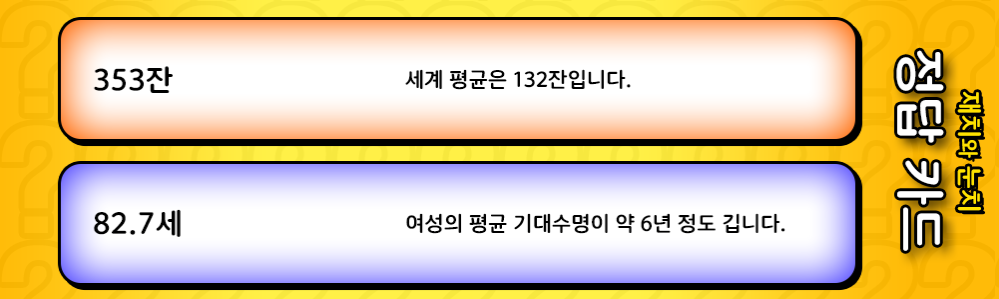 353잔
세계 평균은 132잔입니다.
82.7세
여성의 평균 기대수명이 약 6년 정도 깁니다.
재치와 눈치
정답 카드